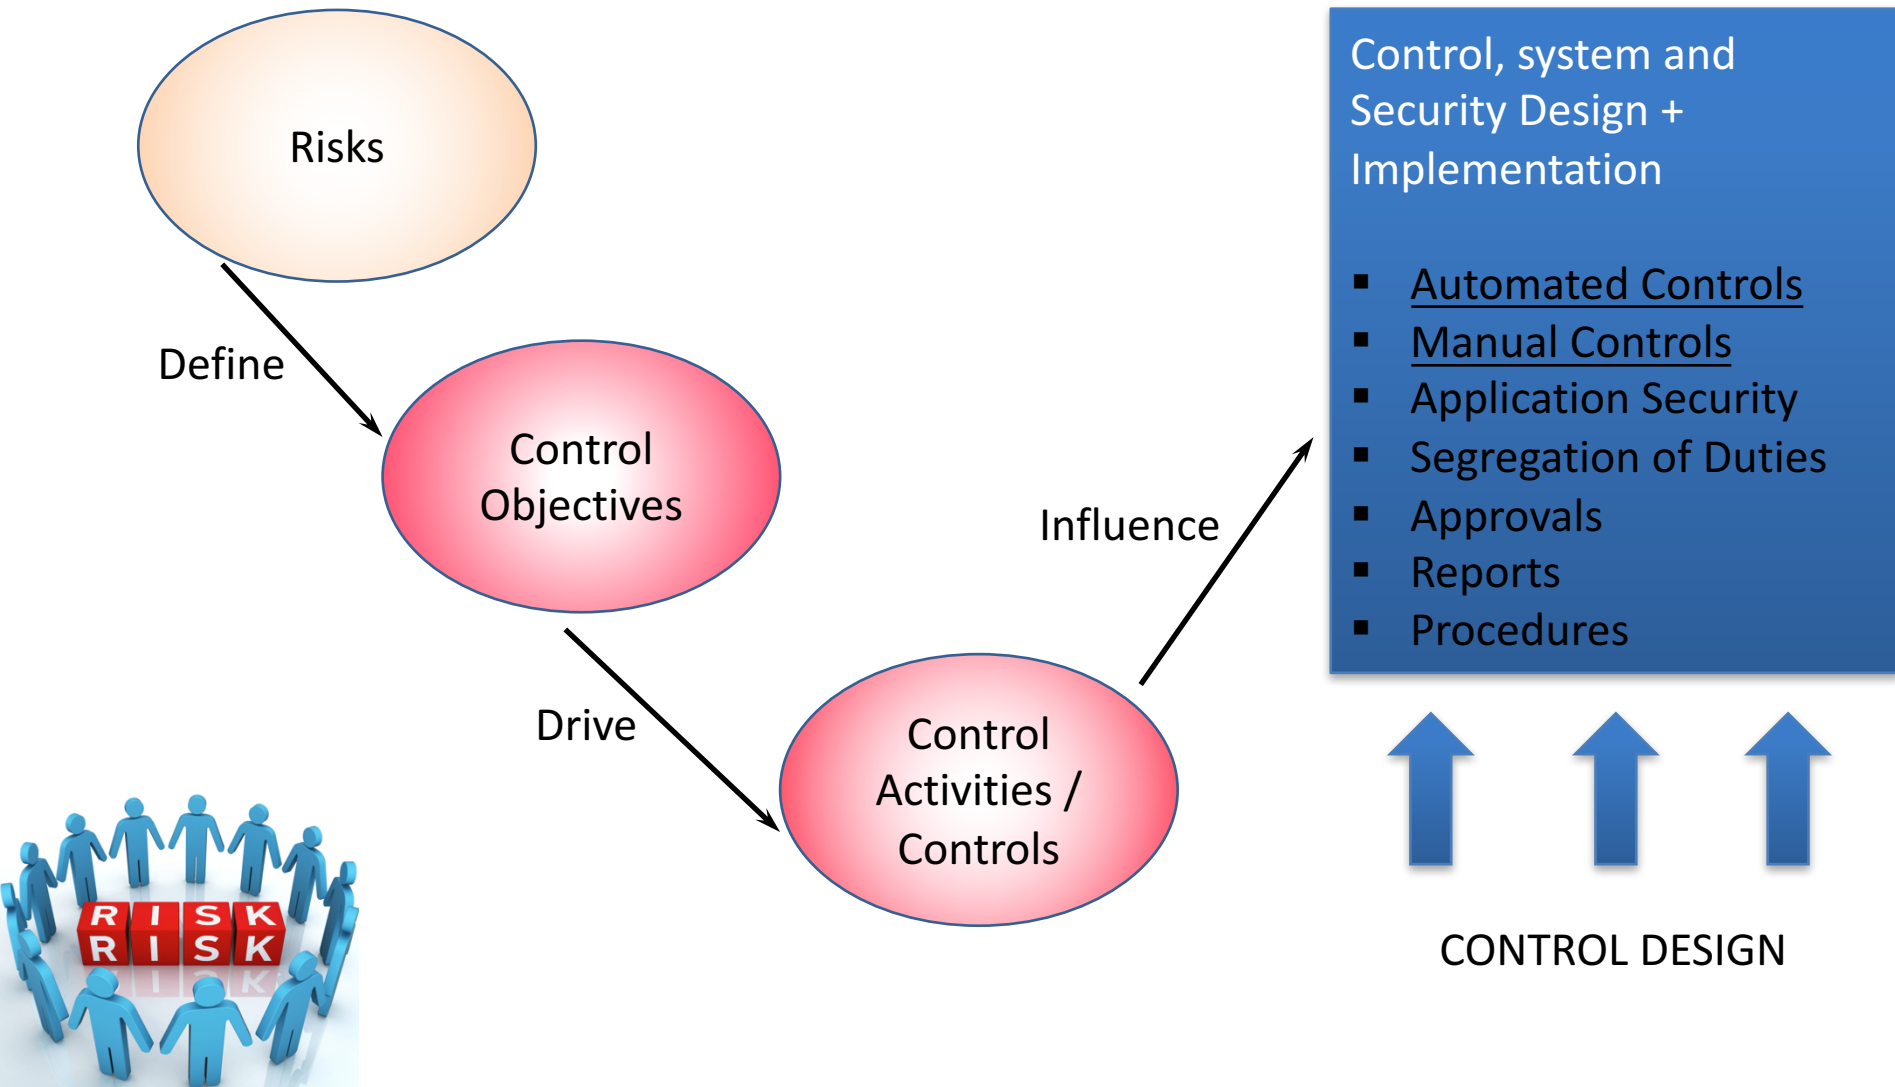 Risks
Define
Control
Objectives
Drive
Control
Activities /
Controls
Influence
Control, system and
Security Design +
Implementation
▪ Automated Controls
▪ Manual Controls
▪ Application Security
▪ Segregation of Duties
▪ Approvals
▪ Reports
▪ Procedures
CONTROL DESIGN
RISK
RISK